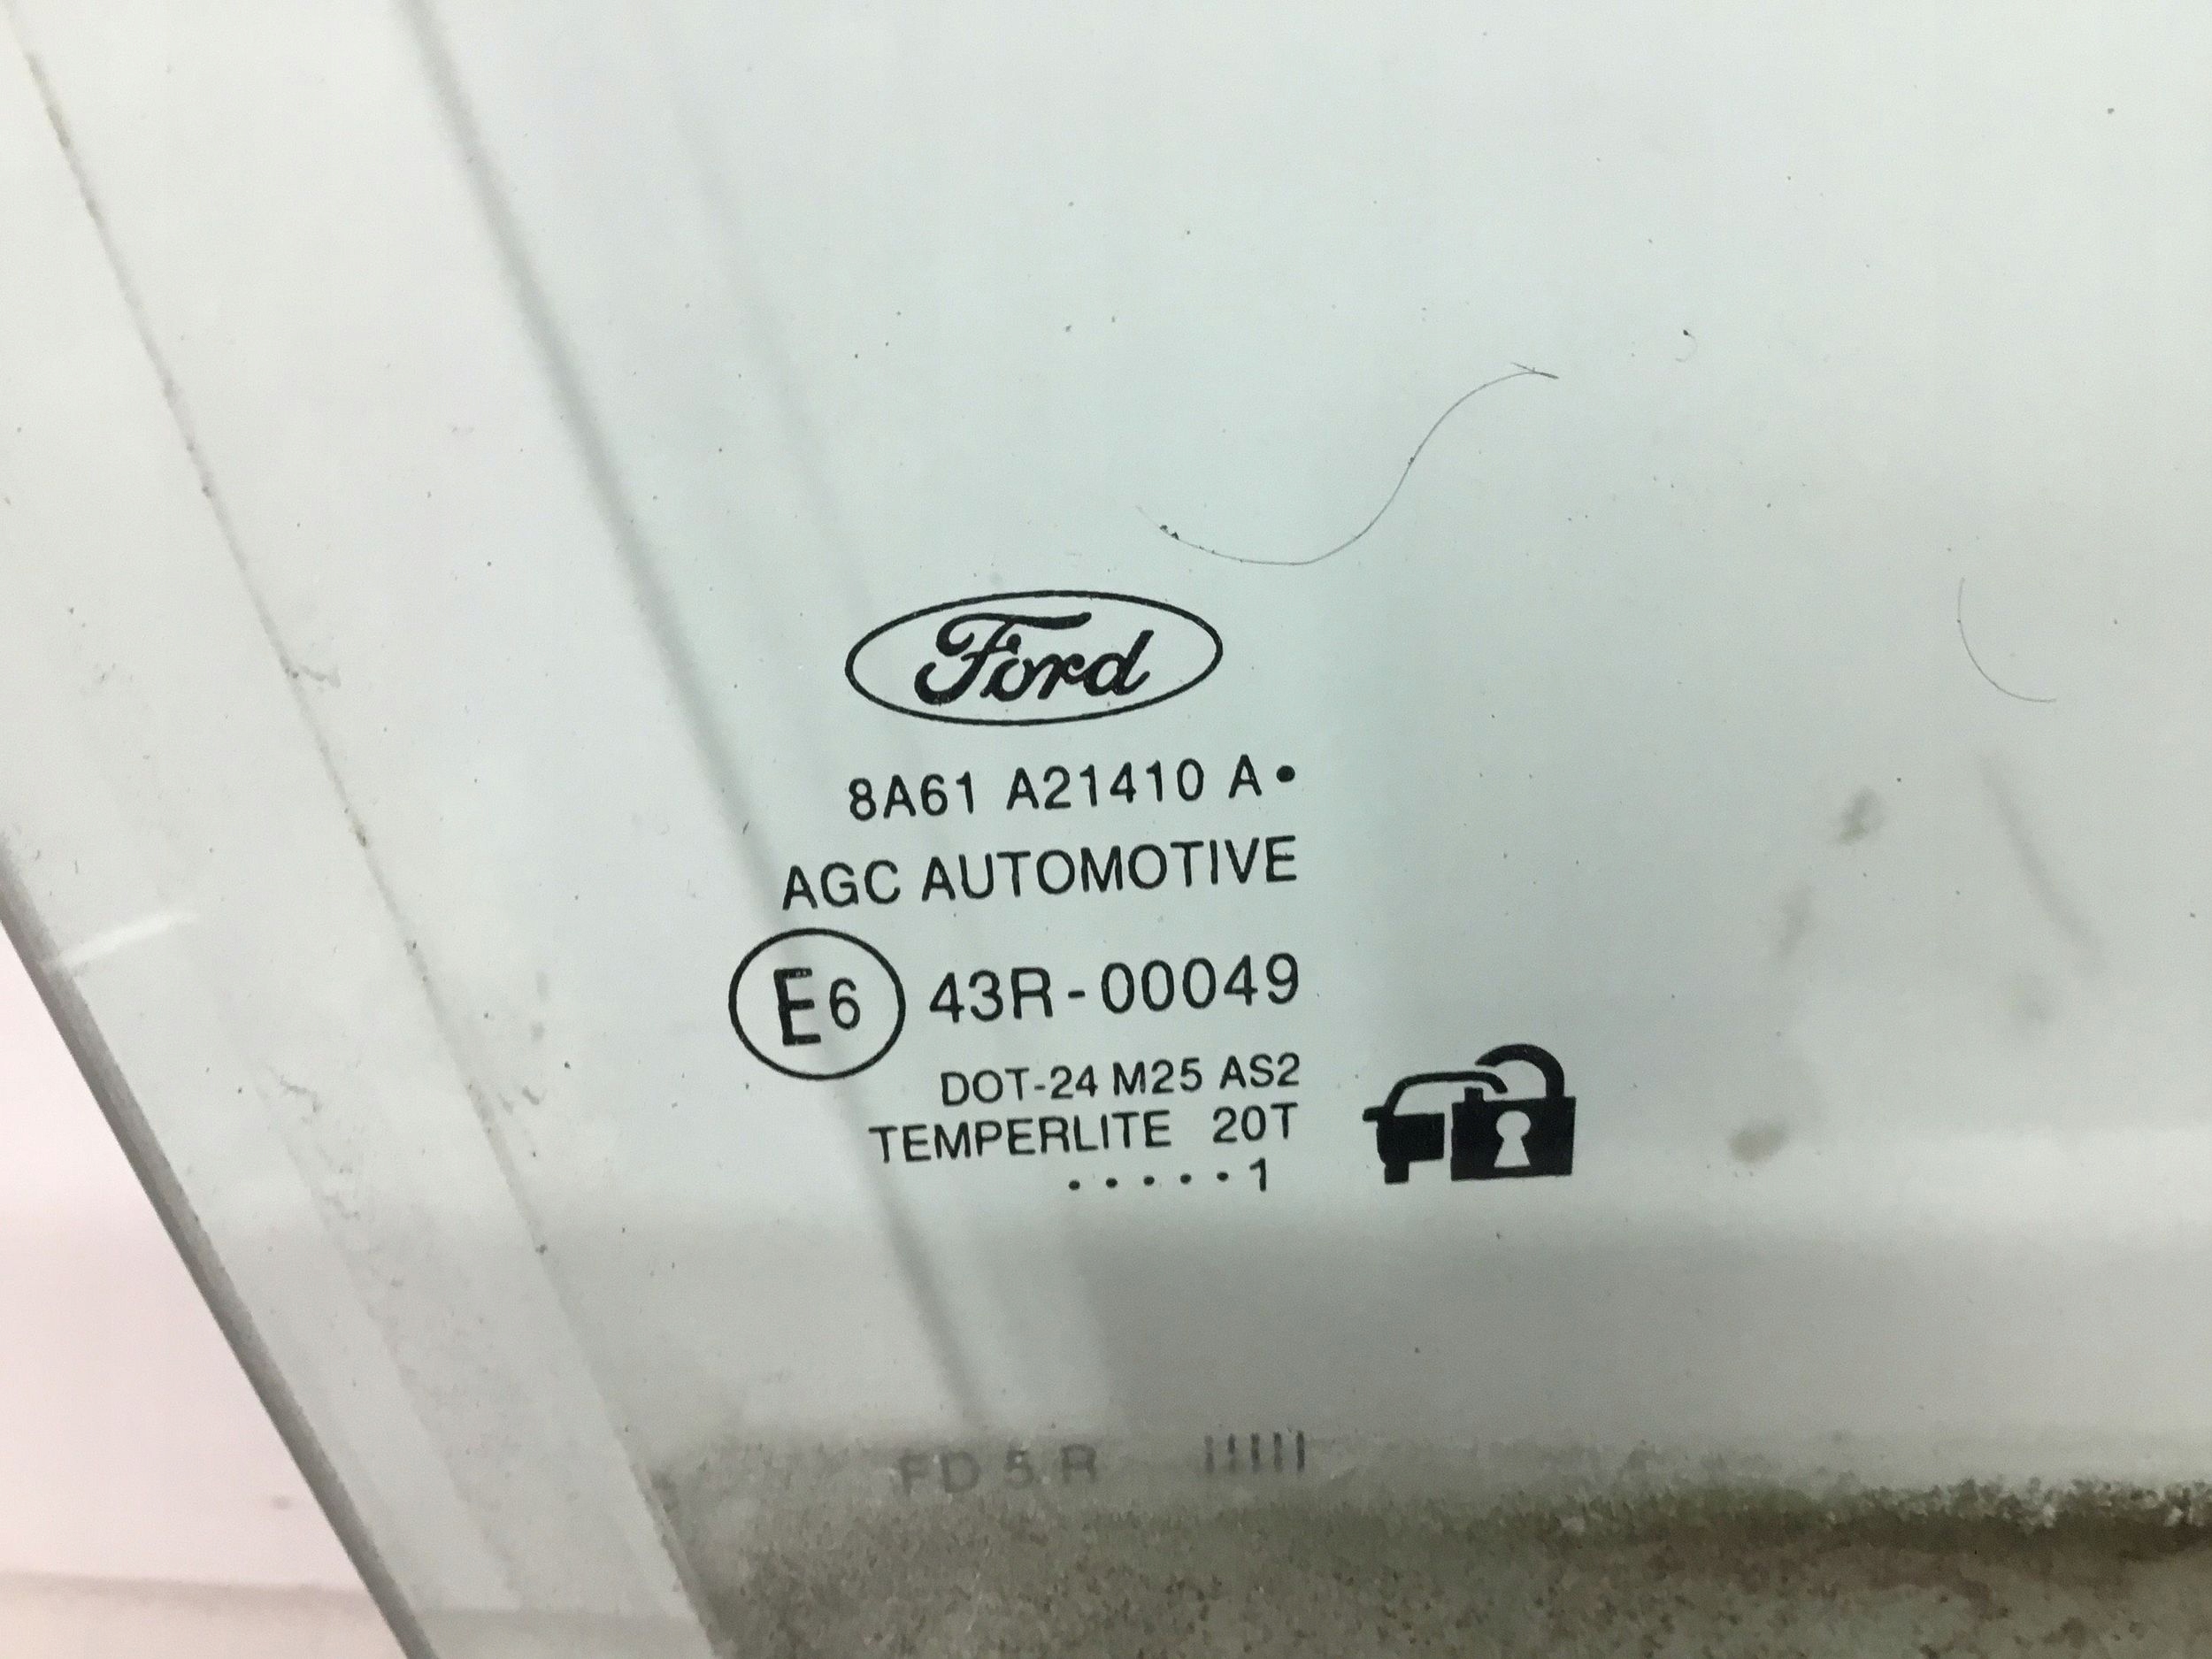 Ford
8A61 A21410 A•
AGC AUTOMOTIVE
E6 43R-00049
DOT-24 M25 AS2
TEMPERLITE 20T
·····1
FD 5 R